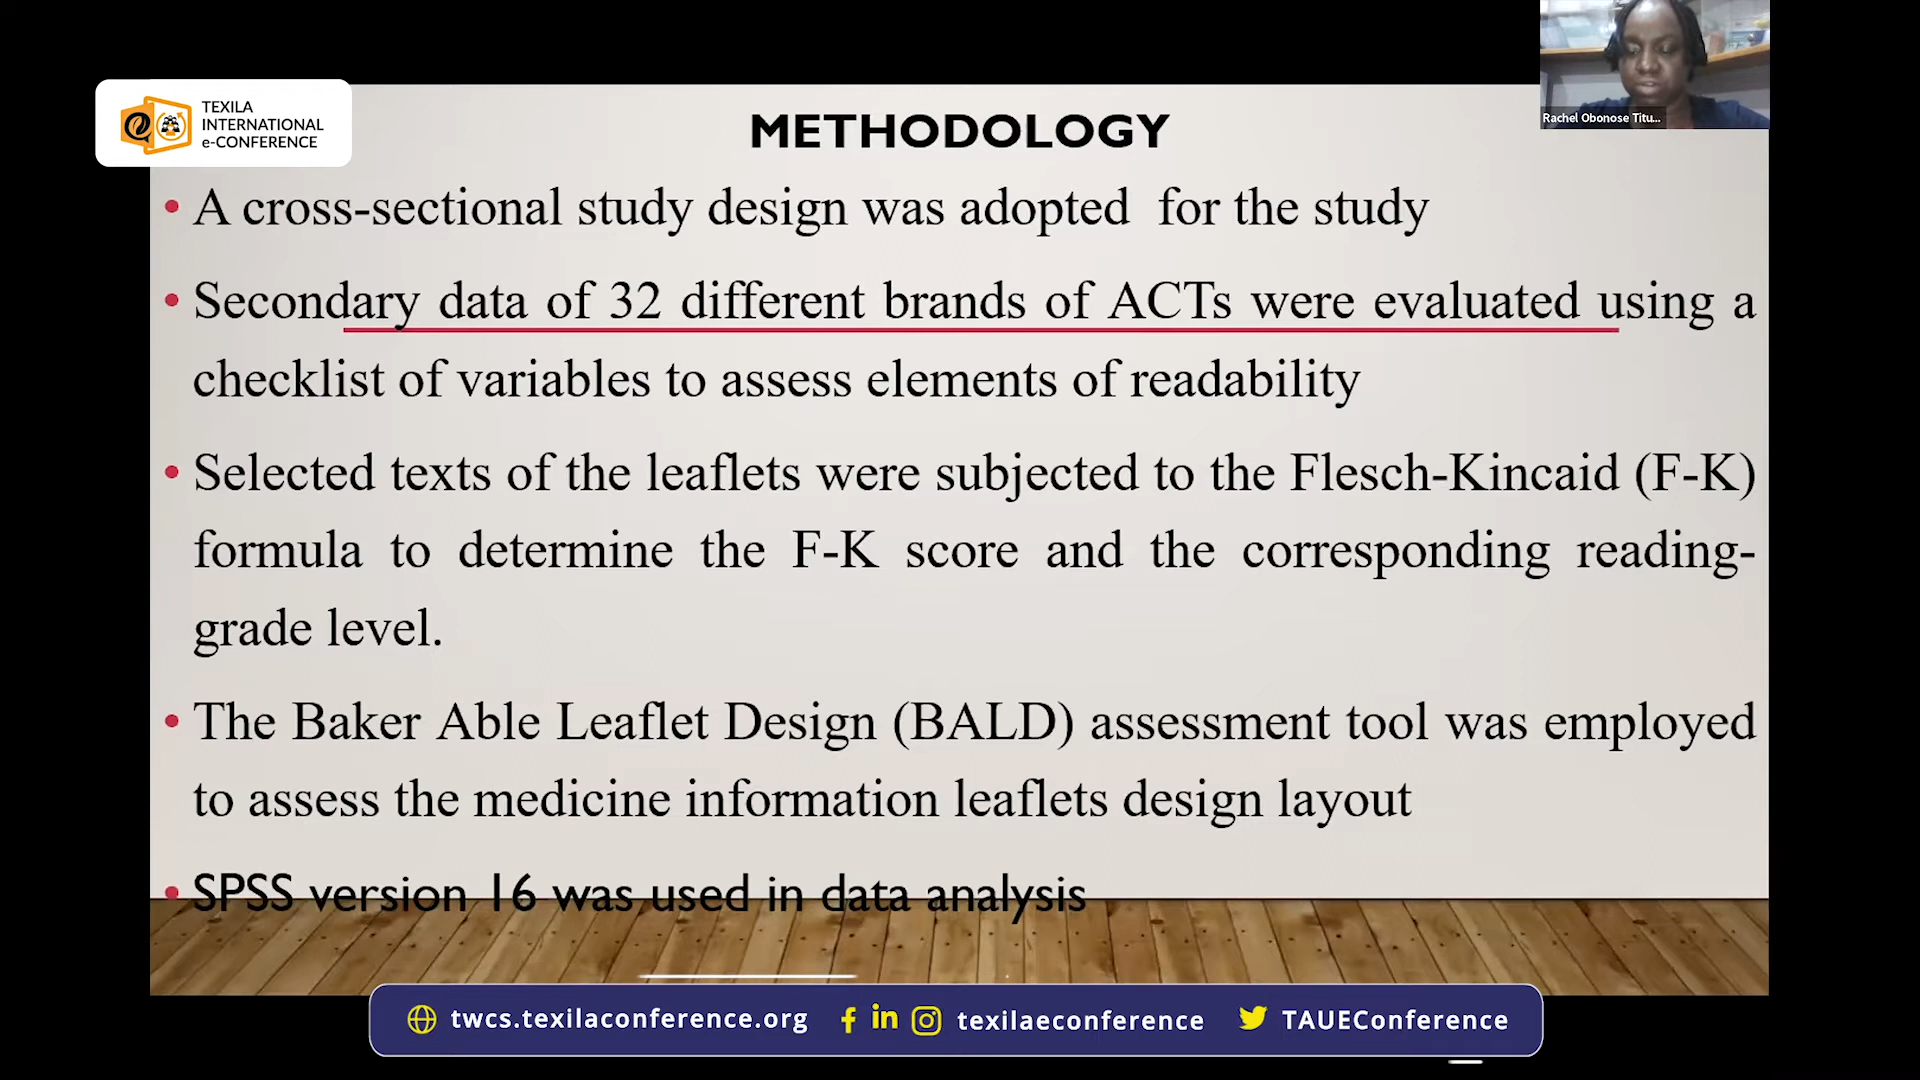 TEXILA
INTERNATIONAL
e-CONFERENCE
Rachel Obonose Titu...
METHODOLOGY
• A cross-sectional study design was adopted for the study
• Secondary data of 32 different brands of ACTs were evaluated using a
checklist of variables to assess elements of readability
• Selected texts of the leaflets were subjected to the Flesch-Kincaid (F-K)
formula to determine the F-K score and the corresponding reading-
grade level.
• The Baker Able Leaflet Design (BALD) assessment tool was employed
to assess the medicine information leaflets design layout
• SPSS version 16 was used in data analysis
twcs.texilaconference.org texilaeconference TAUEConference